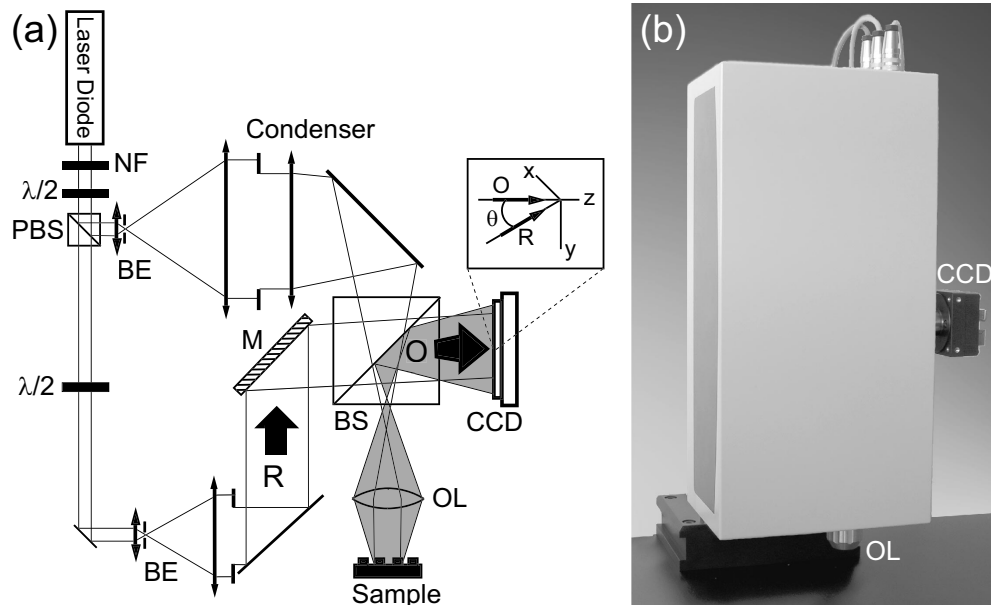 (a)
Laser Diode
NF
λ/2
PBS
BE
Condenser
x
O
z
θ
R
y
M
O
BS
CCD
λ/2
R
OL
BE
Sample
(b)
CCD
OL